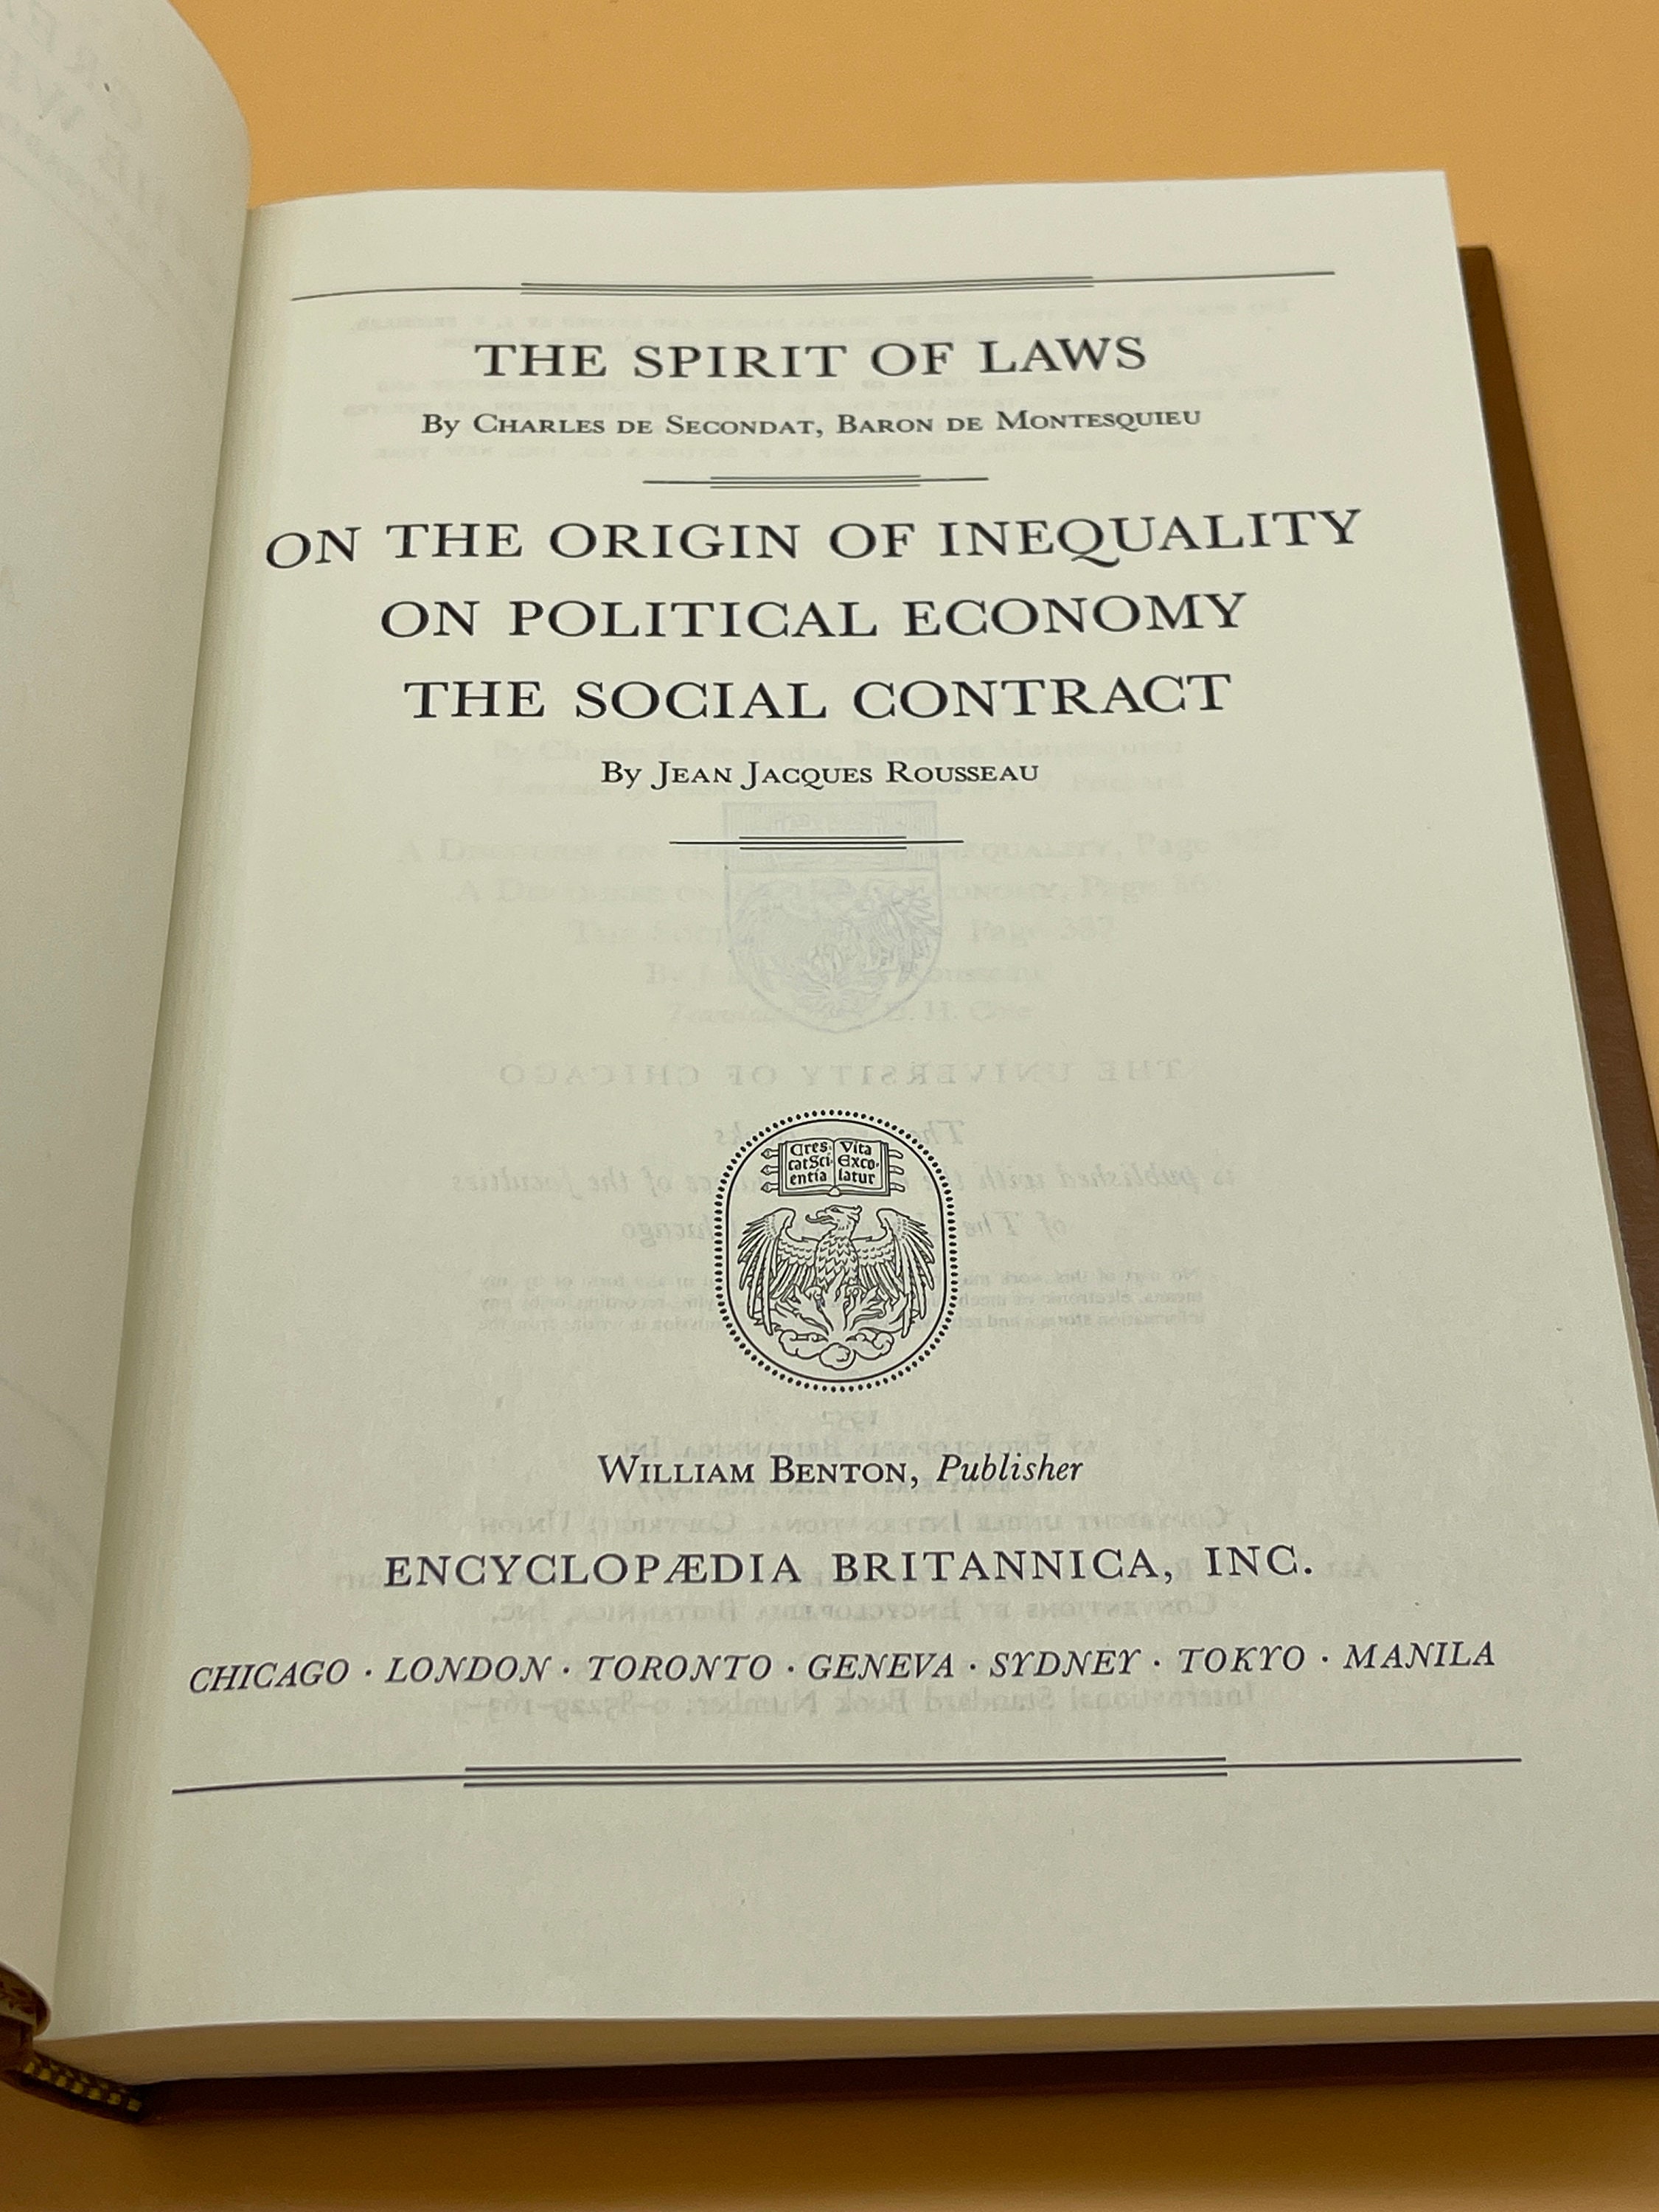 THE SPIRIT OF LAWS
By CHARLES DE SECONDAT, BARON DE MONTESQUIEU
ON THE ORIGIN OF INEQUALITY
ON POLITICAL ECONOMY
THE SOCIAL CONTRACT
By JEAN JACQUES ROUSSEAU
Cres Vita
cat Sci Exco-
entia latur
WILLIAM BENTON, Publisher
ENCYCLOPÆDIA BRITANNICA, INC.
CHICAGO · LONDON · TORONTO · GENEVA · SYDNEY · TOKYO · MANILA